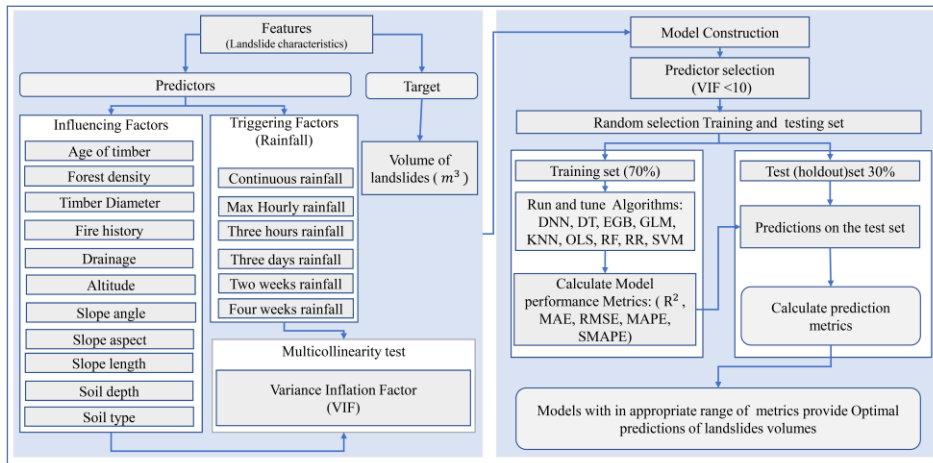 Features
(Landslide characteristics)
Predictors
Target
Influencing Factors
Age of timber
Forest density
Timber Diameter
Fire history
Drainage
Altitude
Slope angle
Slope aspect
Slope length
Soil depth
Soil type
Triggering Factors
(Rainfall)
Continuous rainfall
Max Hourly rainfall
Three hours rainfall
Three days rainfall
Two weeks rainfall
Four weeks rainfall
Volume of
landslides ( m³ )
Multicollinearity test
Variance Inflation Factor
(VIF)
Model Construction
Predictor selection
(VIF <10)
Random selection Training and testing set
Training set (70%)
Run and tune Algorithms:
DNN, DT, EGB, GLM,
KNN, OLS, RF, RR, SVM
Calculate Model
performance Metrics: ( R² ,
MAE, RMSE, MAPE,
SMAPE)
Test (holdout)set 30%
Predictions on the test set
Calculate prediction
metrics
Models with in appropriate range of metrics provide Optimal
predictions of landslides volumes